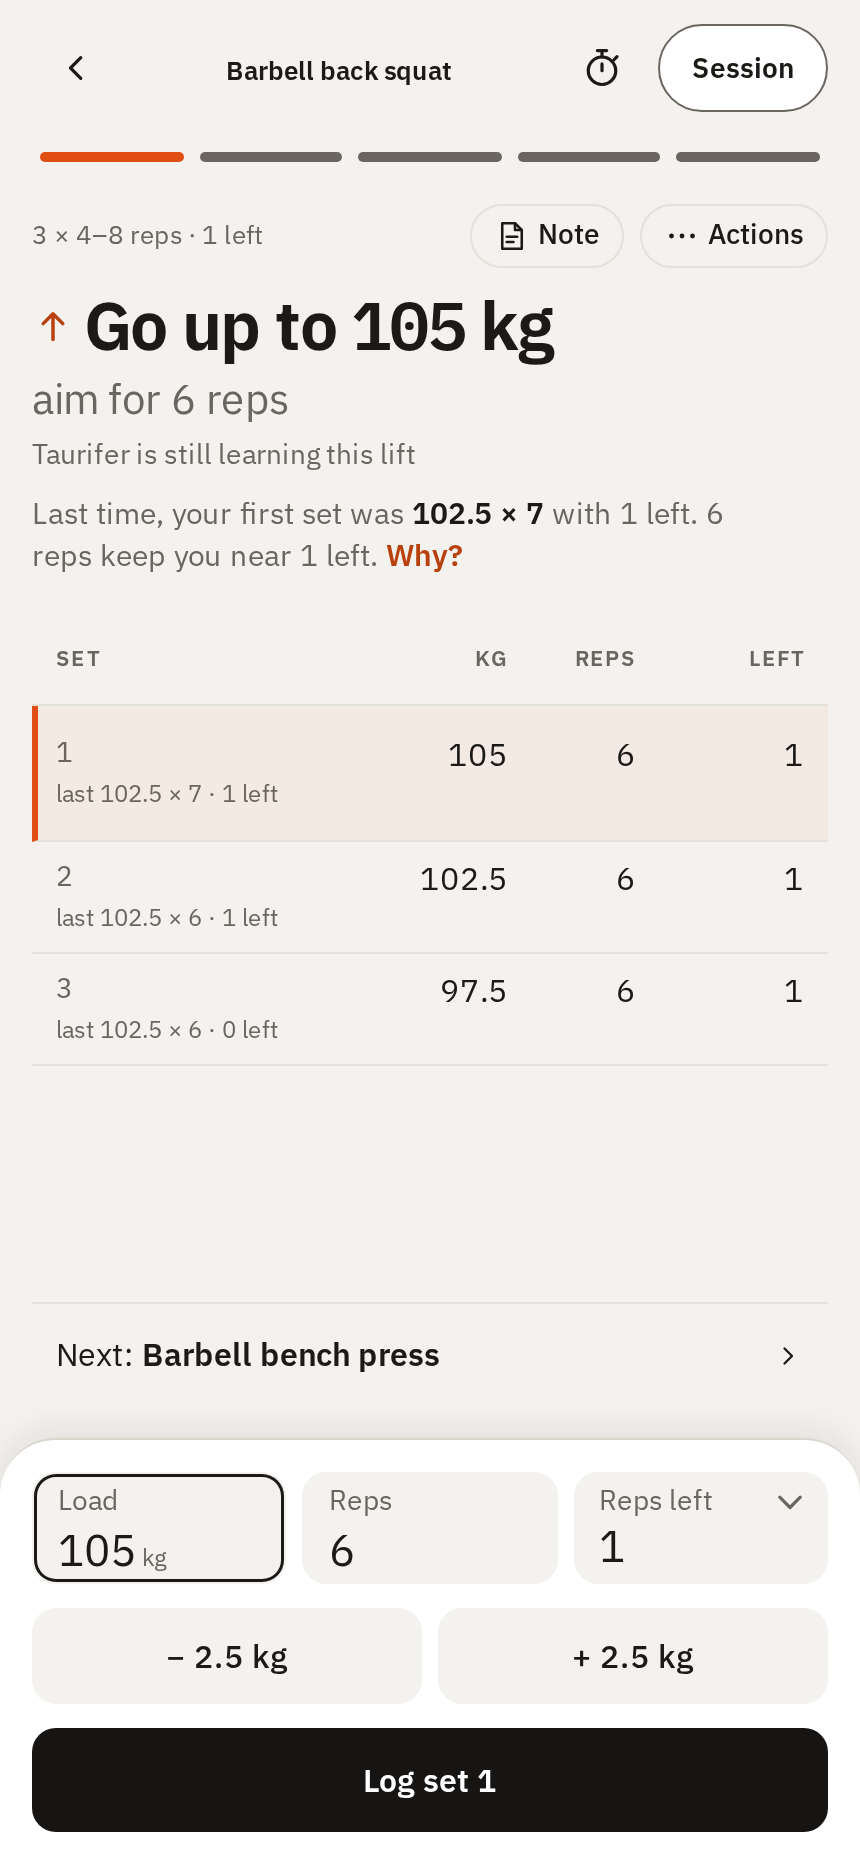 Barbell back squat
Session
3 × 4–8 reps · 1 left
Note
Actions
↑ Go up to 105 kg
aim for 6 reps
Taurifer is still learning this lift
Last time, your first set was 102.5 × 7 with 1 left. 6
reps keep you near 1 left. Why?
SET KG REPS LEFT
1 105 6 1
last 102.5 × 7 · 1 left
2 102.5 6 1
last 102.5 × 6 · 1 left
3 97.5 6 1
last 102.5 × 6 · 0 left
Next: Barbell bench press
Load Reps Reps left
105 kg 6 1
− 2.5 kg + 2.5 kg
Log set 1